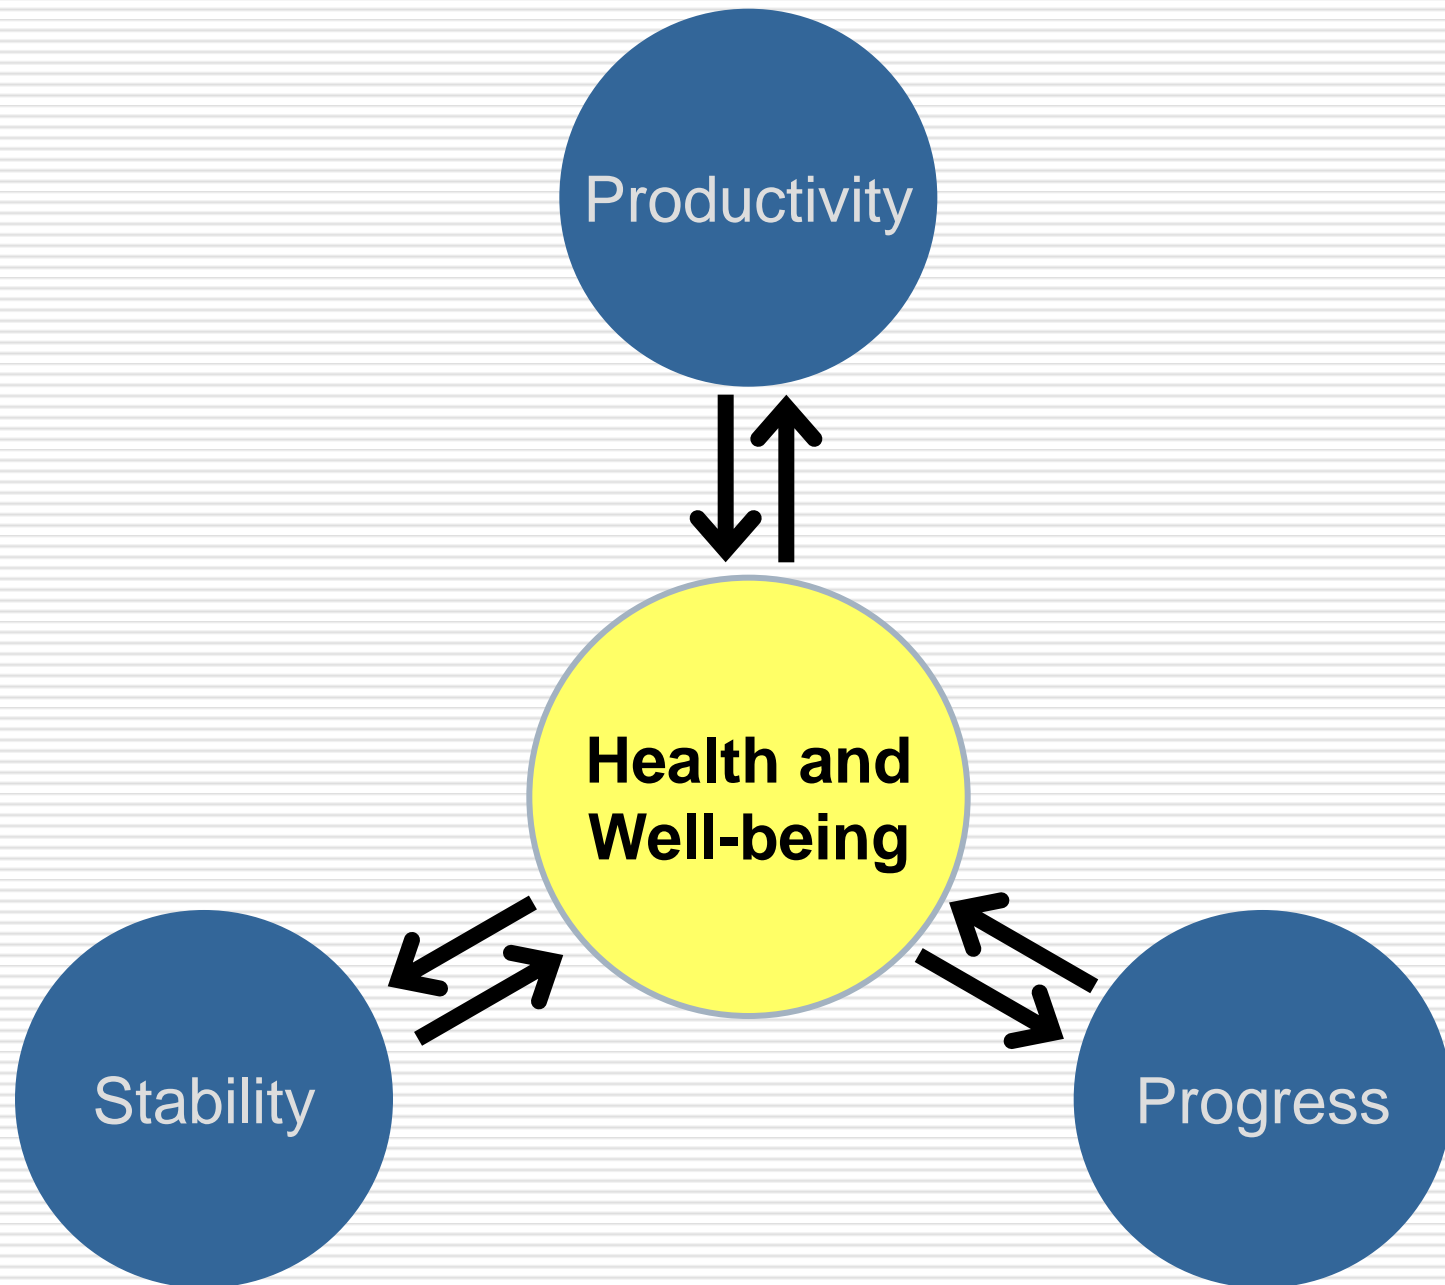 Productivity
Health and
Well-being
Stability
Progress